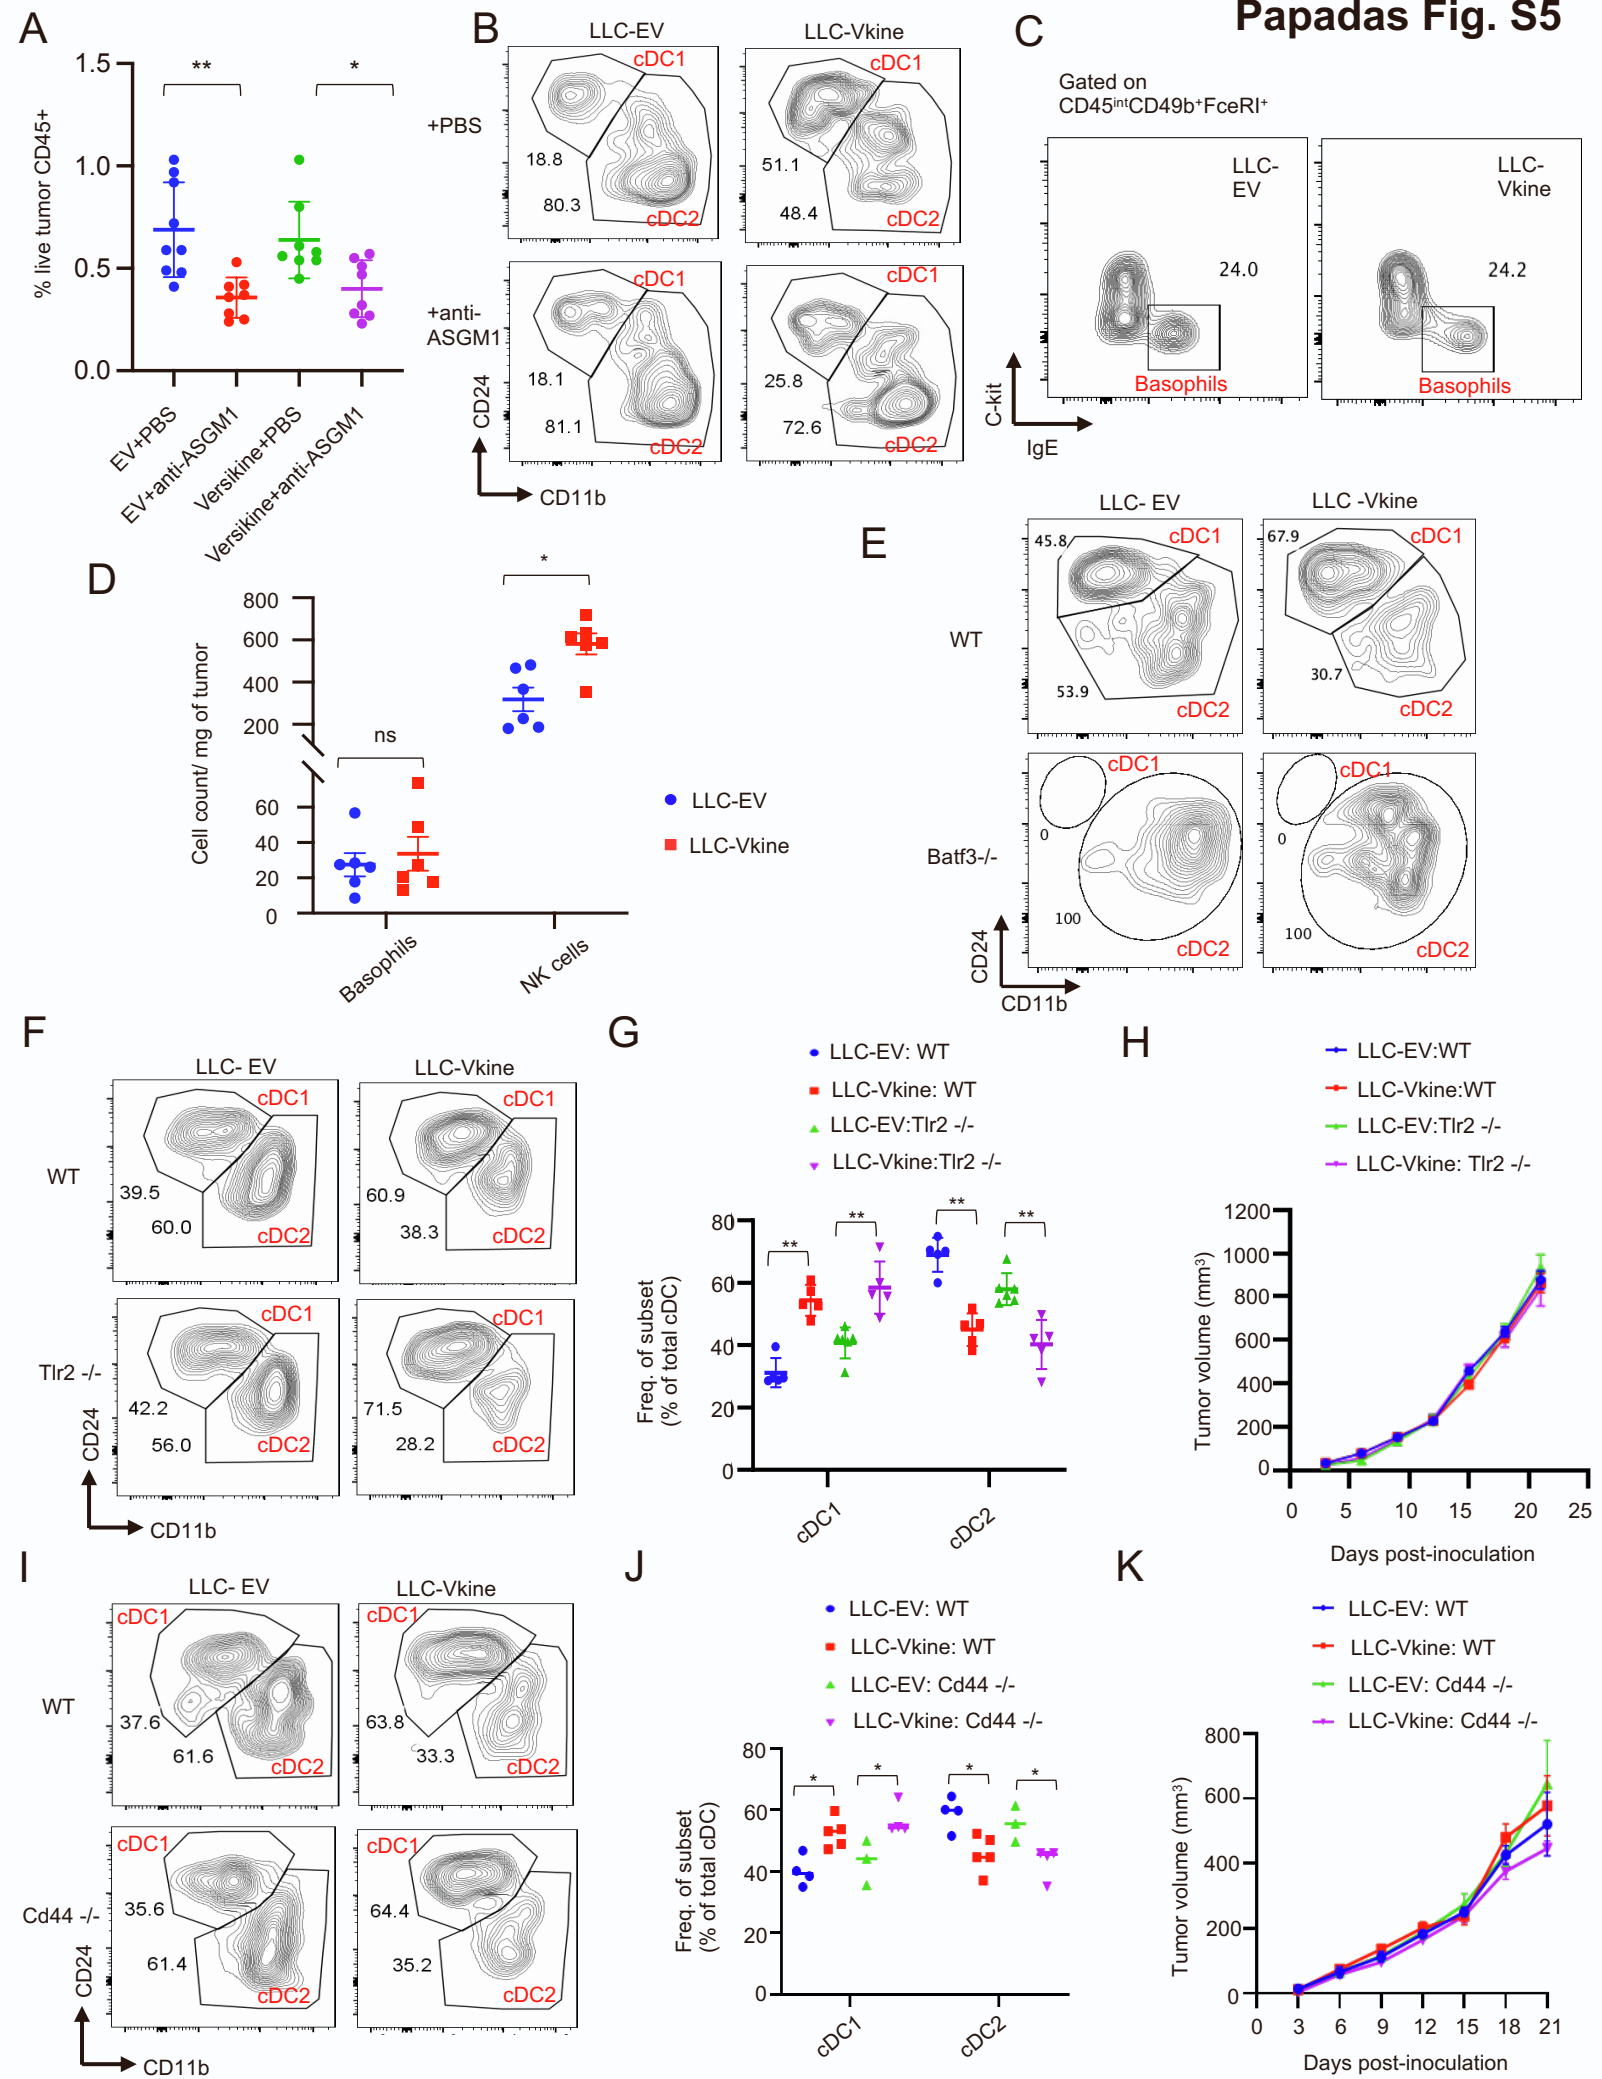 Papadas Fig. S5
A
% live tumor CD45+
1.5
1.0
0.5
0.0
**
*
EV+PBS
EV+anti-ASGM1
Versikine+PBS
Versikine+anti-ASGM1
B
LLC-EV
LLC-Vkine
+PBS
cDC1
18.8
80.3
cDC2
cDC1
51.1
48.4
cDC2
+anti-
ASGM1
cDC1
18.1
81.1
cDC2
cDC1
25.8
72.6
cDC2
CD24
CD11b
C
Gated on
CD45intCD49b+FceRI+
LLC-
EV
24.0
Basophils
LLC-
Vkine
24.2
Basophils
C-kit
IgE
D
Cell count/ mg of tumor
800
600
400
200
60
40
20
0
ns
*
Basophils
NK cells
LLC-EV
LLC-Vkine
E
LLC- EV
LLC -Vkine
WT
45.8
cDC1
53.9
cDC2
67.9
cDC1
30.7
cDC2
Batf3-/-
cDC1
0
100
cDC2
cDC1
0
100
cDC2
CD24
CD11b
F
LLC- EV
LLC-Vkine
WT
cDC1
39.5
60.0
cDC2
cDC1
60.9
38.3
cDC2
Tlr2 -/-
cDC1
42.2
56.0
cDC2
cDC1
71.5
28.2
cDC2
CD24
CD11b
G
LLC-EV: WT
LLC-Vkine: WT
LLC-EV:Tlr2 -/-
LLC-Vkine:Tlr2 -/-
Freq. of subset
(% of total cDC)
80
60
40
20
0
**
**
**
**
cDC1
cDC2
H
LLC-EV:WT
LLC-Vkine:WT
LLC-EV:Tlr2 -/-
LLC-Vkine: Tlr2 -/-
Tumor volume (mm3)
1200
1000
800
600
400
200
0
0
5
10
15
20
25
Days post-inoculation
I
LLC- EV
LLC-Vkine
WT
cDC1
37.6
61.6
cDC2
cDC1
63.8
33.3
cDC2
Cd44 -/-
cDC1
35.6
61.4
cDC2
cDC1
64.4
35.2
cDC2
CD24
CD11b
J
LLC-EV: WT
LLC-Vkine: WT
LLC-EV: Cd44 -/-
LLC-Vkine: Cd44 -/-
Freq. of subset
(% of total cDC)
80
60
40
20
0
*
*
*
*
cDC1
cDC2
K
LLC-EV: WT
LLC-Vkine: WT
LLC-EV: Cd44 -/-
LLC-Vkine: Cd44 -/-
Tumor volume (mm3)
800
600
400
200
0
0
3
6
9
12
15
18
21
Days post-inoculation